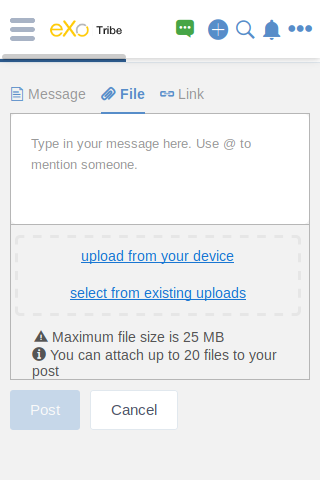 eXo Tribe
Message File Link
Type in your message here. Use @ to
mention someone.
upload from your device
select from existing uploads
Maximum file size is 25 MB
You can attach up to 20 files to your
post
Post Cancel